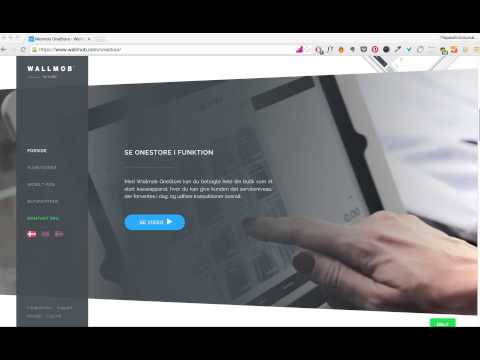 Wallmob OneStore - Wallm
https://www.wallmob.com/onestore/
WALLMOB
FORSIDE
FUNKTIONER
MOBILT POS
KONTAKT OS
SE ONESTORE I FUNKTION
Med Wallmob OneStore kan du betragte hele din butik som et
stort kasseapparat, hvor du kan give kunden det serviceniveau,
der forventes i dag, og udføre transaktioner overalt.
SE VIDEO
HELP